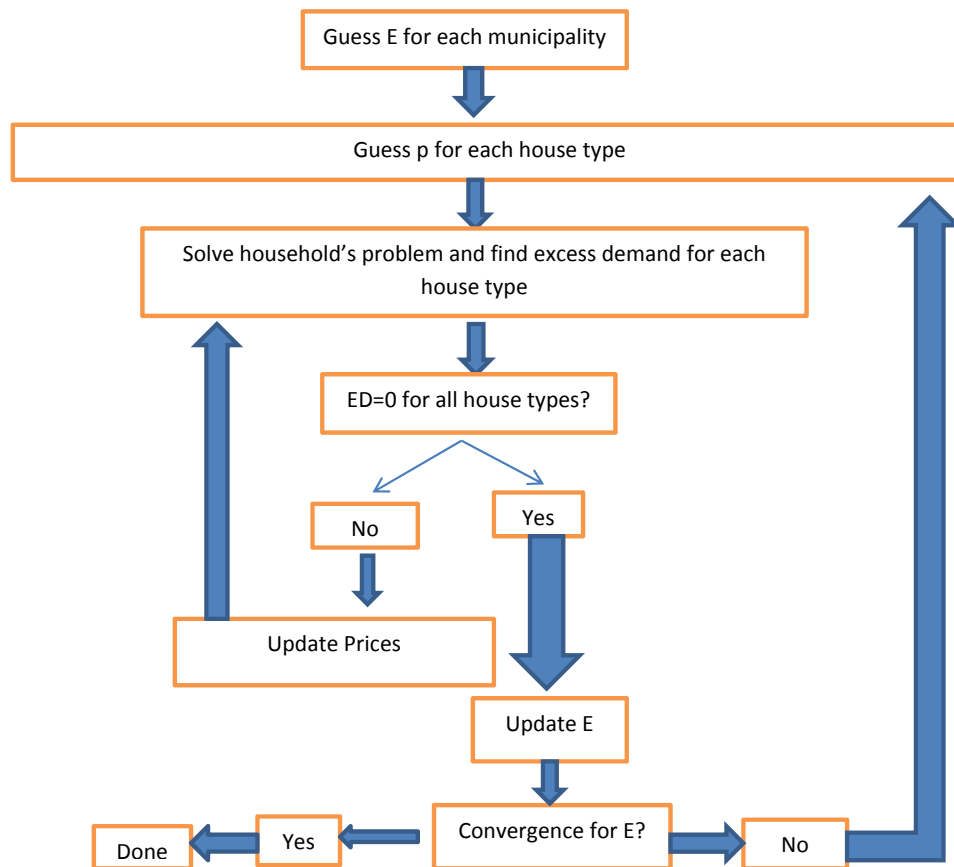 Guess E for each municipality
Guess p for each house type
Solve household’s problem and find excess demand for each
house type
ED=0 for all house types?
No
Yes
Update Prices
Update E
Convergence for E?
No
Yes
Done